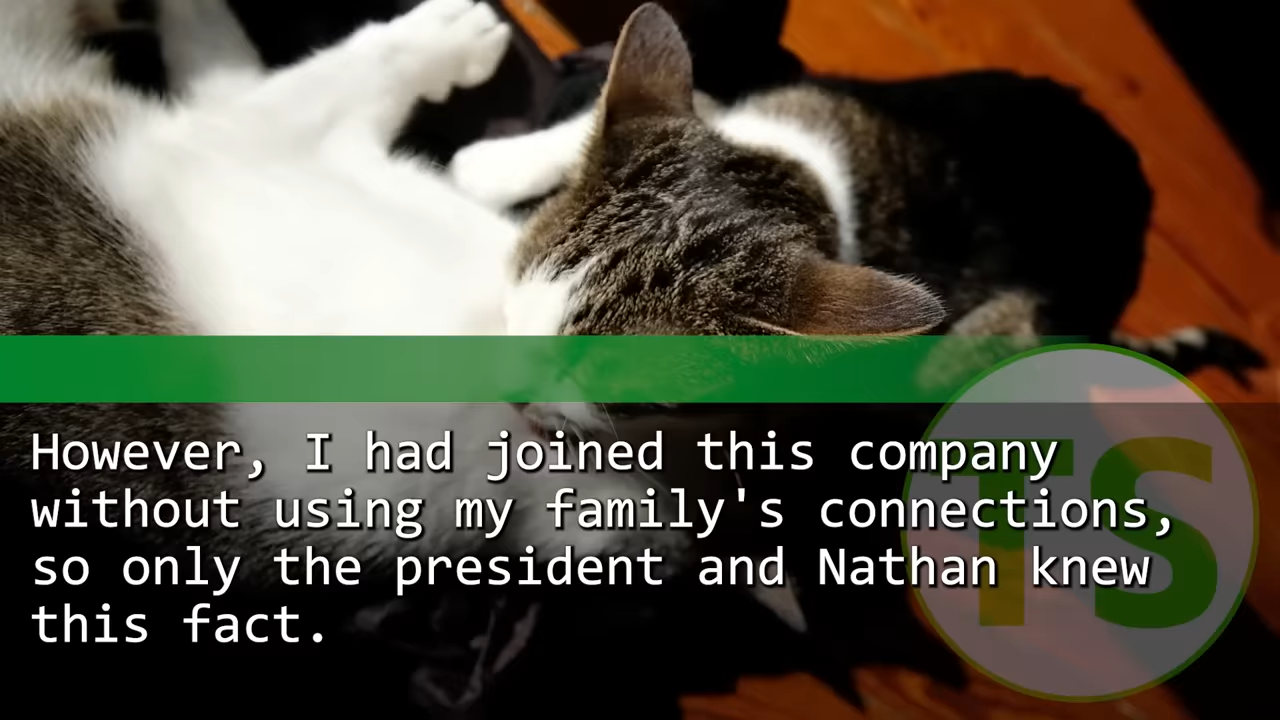 However, I had joined this company
without using my family's connections,
so only the president and Nathan knew
this fact.
TS